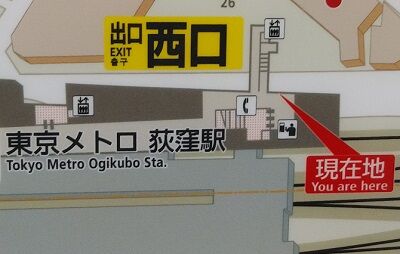 26
出口
EXIT
출구
西口
東京メトロ 荻窪駅
Tokyo Metro Ogikubo Sta.
現在地
You are here